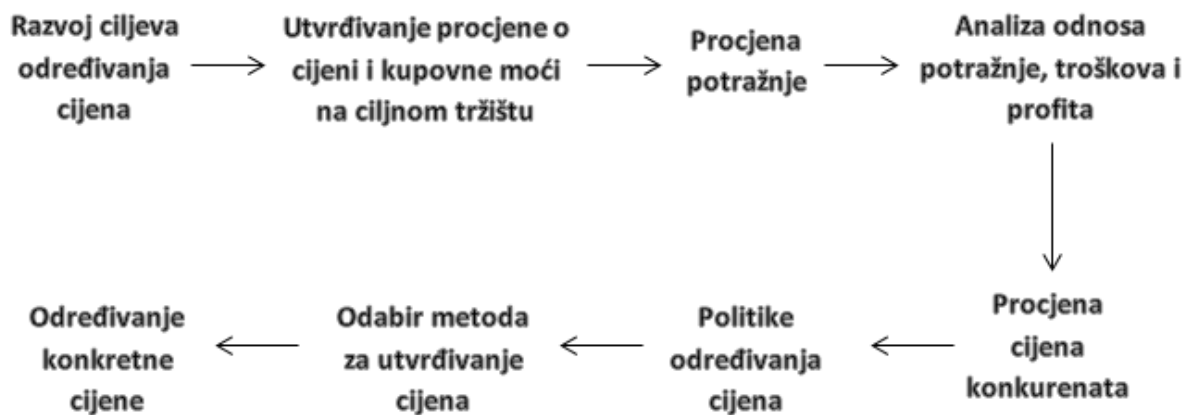 Razvoj ciljeva
određivanja
cijena
Utvrđivanje procjene o
cijeni i kupovne moći
na ciljnom tržištu
Procjena
potražnje
Analiza odnosa
potražnje, troškova i
profita
Procjena
cijena
konkurenata
Politike
određivanja
cijena
Odabir metoda
za utvrđivanje
cijena
Određivanje
konkretne
cijene